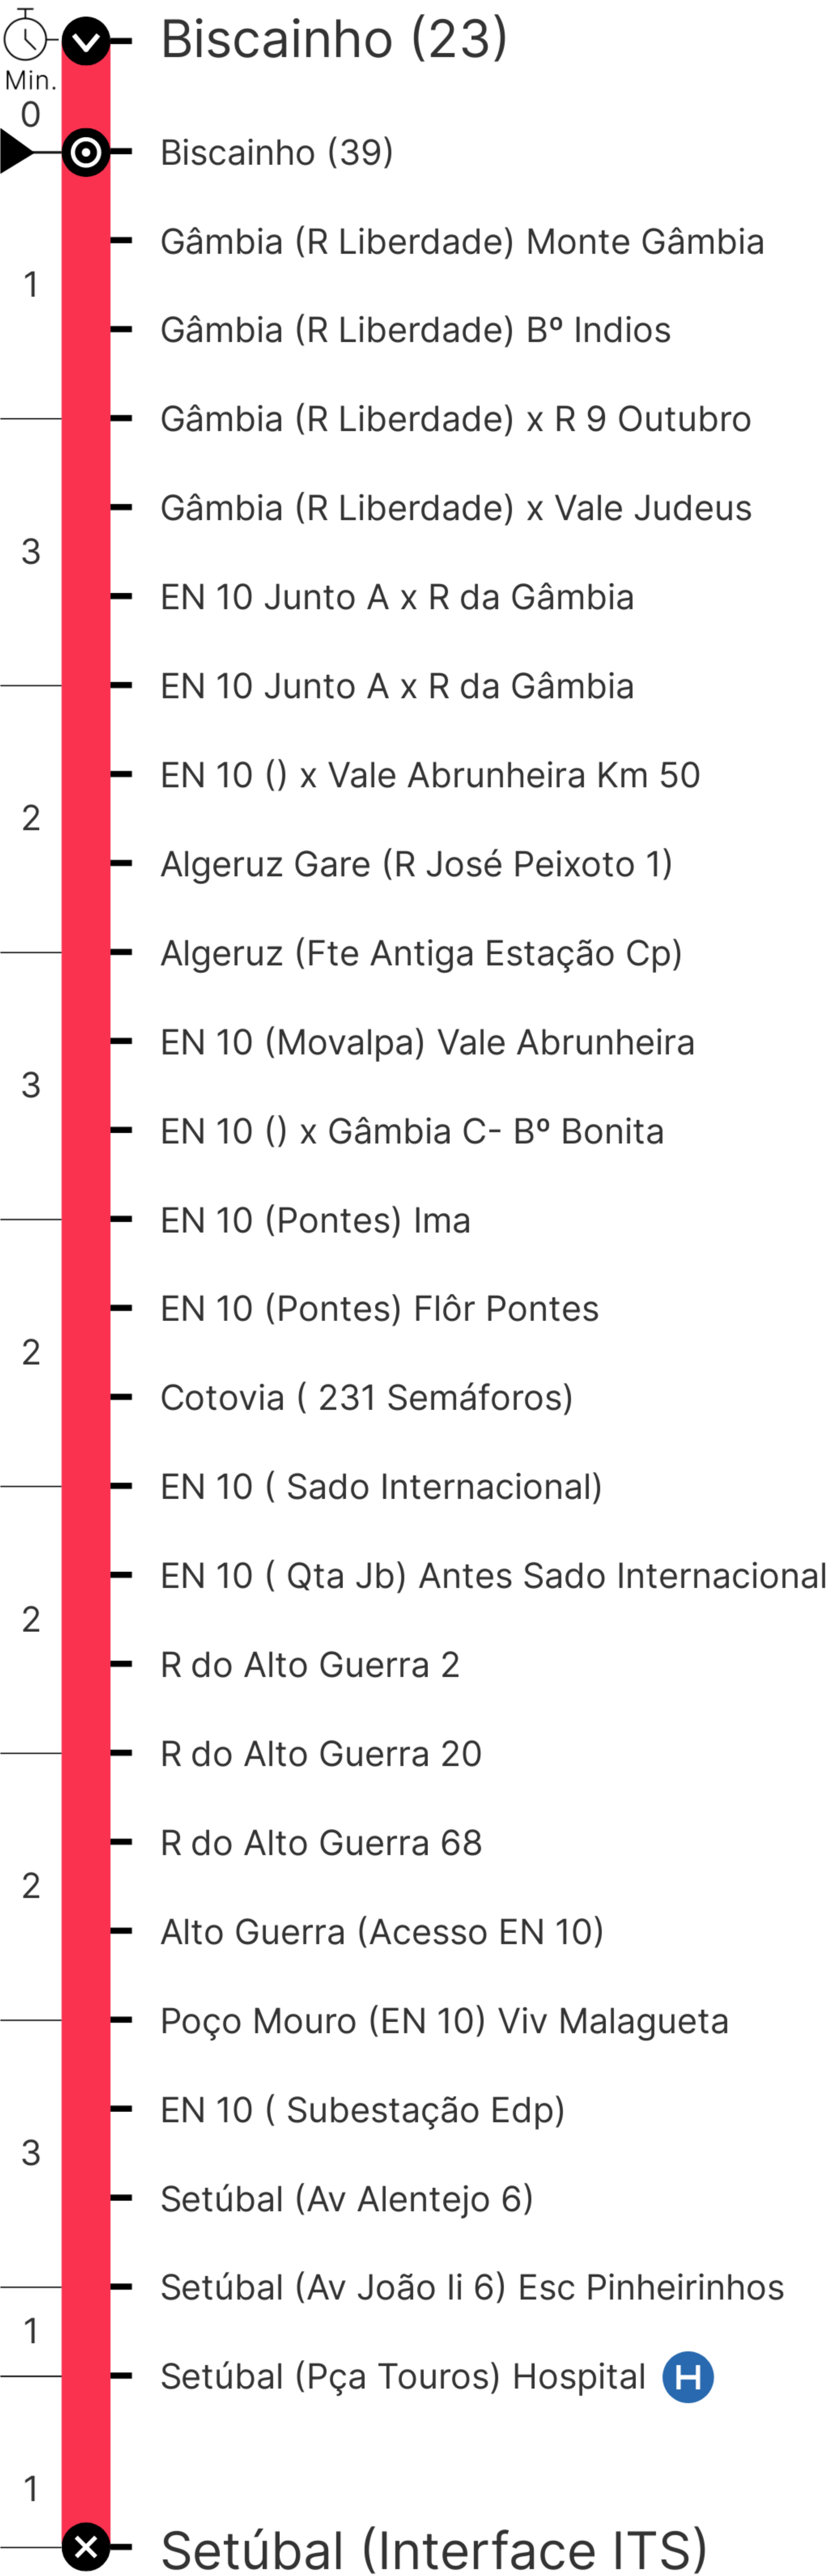 Biscainho (23)
Min.
0
Biscainho (39)
Gâmbia (R Liberdade) Monte Gâmbia
1
Gâmbia (R Liberdade) Bº Indios
Gâmbia (R Liberdade) x R 9 Outubro
Gâmbia (R Liberdade) x Vale Judeus
3
EN 10 Junto A x R da Gâmbia
EN 10 Junto A x R da Gâmbia
EN 10 () x Vale Abrunheira Km 50
2
Algeruz Gare (R José Peixoto 1)
Algeruz (Fte Antiga Estação Cp)
EN 10 (Movalpa) Vale Abrunheira
3
EN 10 () x Gâmbia C- Bº Bonita
EN 10 (Pontes) Ima
EN 10 (Pontes) Flôr Pontes
2
Cotovia ( 231 Semáforos)
EN 10 ( Sado Internacional)
EN 10 ( Qta Jb) Antes Sado Internacional
2
R do Alto Guerra 2
R do Alto Guerra 20
R do Alto Guerra 68
2
Alto Guerra (Acesso EN 10)
Poço Mouro (EN 10) Viv Malagueta
EN 10 ( Subestação Edp)
3
Setúbal (Av Alentejo 6)
Setúbal (Av João Ii 6) Esc Pinheirinhos
1
Setúbal (Pça Touros) Hospital H
1
Setúbal (Interface ITS)